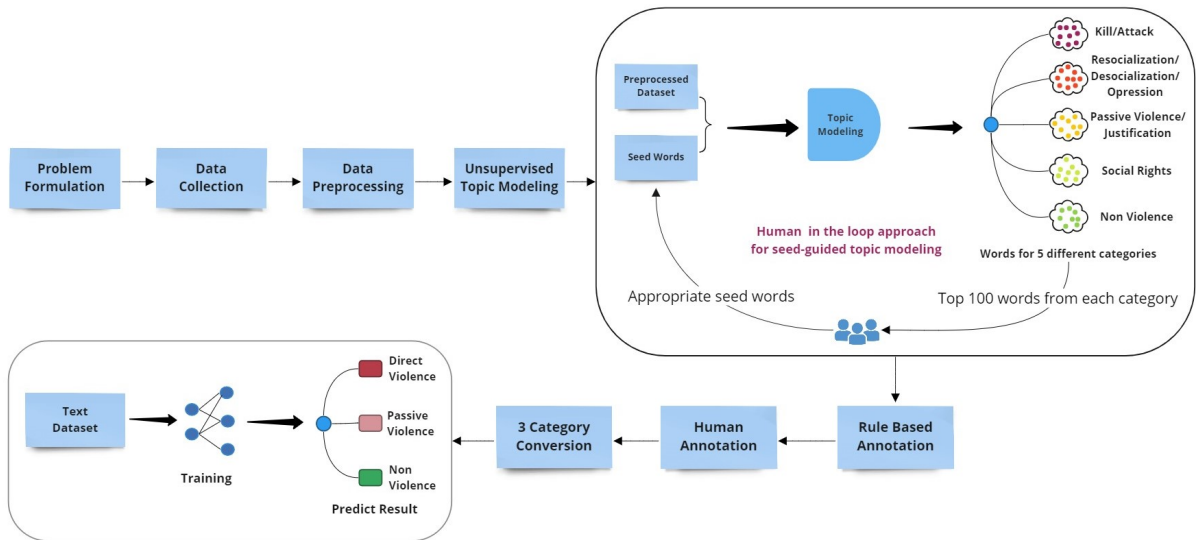 Problem
Formulation
Data
Collection
Data
Preprocessing
Unsupervised
Topic Modeling
Preprocessed
Dataset
Seed Words
Topic
Modeling
Kill/Attack
Resocialization/
Desocialization/
Opression
Passive Violence/
Justification
Social Rights
Non Violence
Words for 5 different categories
Human in the loop approach
for seed-guided topic modeling
Appropriate seed words
Top 100 words from each category
Rule Based
Annotation
Human
Annotation
3 Category
Conversion
Text
Dataset
Training
Direct
Violence
Passive
Violence
Non
Violence
Predict Result